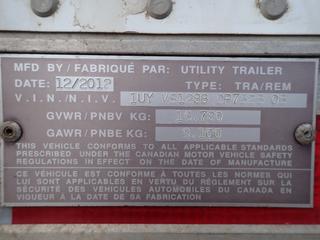 MFD BY / FABRIQUÉ PAR: UTILITY TRAILER
DATE: 12/2012 TYPE: TRA/REM
V.I.N./N.I.V. 1UY
GVWR / PNBV KG:
GAWR / PNBE KG: 9,100
THIS VEHICLE CONFORMS TO ALL APPLICABLE STANDARDS
PRESCRIBED UNDER THE CANADIAN MOTOR VEHICLE SAFETY
REGULATIONS IN EFFECT ON THE DATE OF MANUFACTURE
CE VÉHICULE EST CONFORME À TOUTES LES NORMES QUI
LUI SONT APPLICABLES EN VERTU DU RÈGLEMENT SUR LA
SÉCURITÉ DES VÉHICULES AUTOMOBILES DU CANADA EN
VIGUEUR À LA DATE DE SA FABRICATION